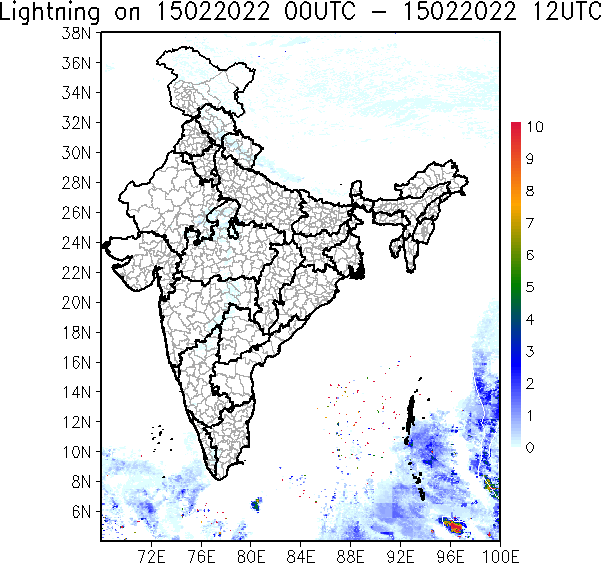 Lightning on 15022022 00UTC – 15022022 12UTC
38N
36N
34N
32N
30N
28N
26N
24N
22N
20N
18N
16N
14N
12N
10N
8N
6N
72E 76E 80E 84E 88E 92E 96E 100E
10
9
8
7
6
5
4
3
2
1
0